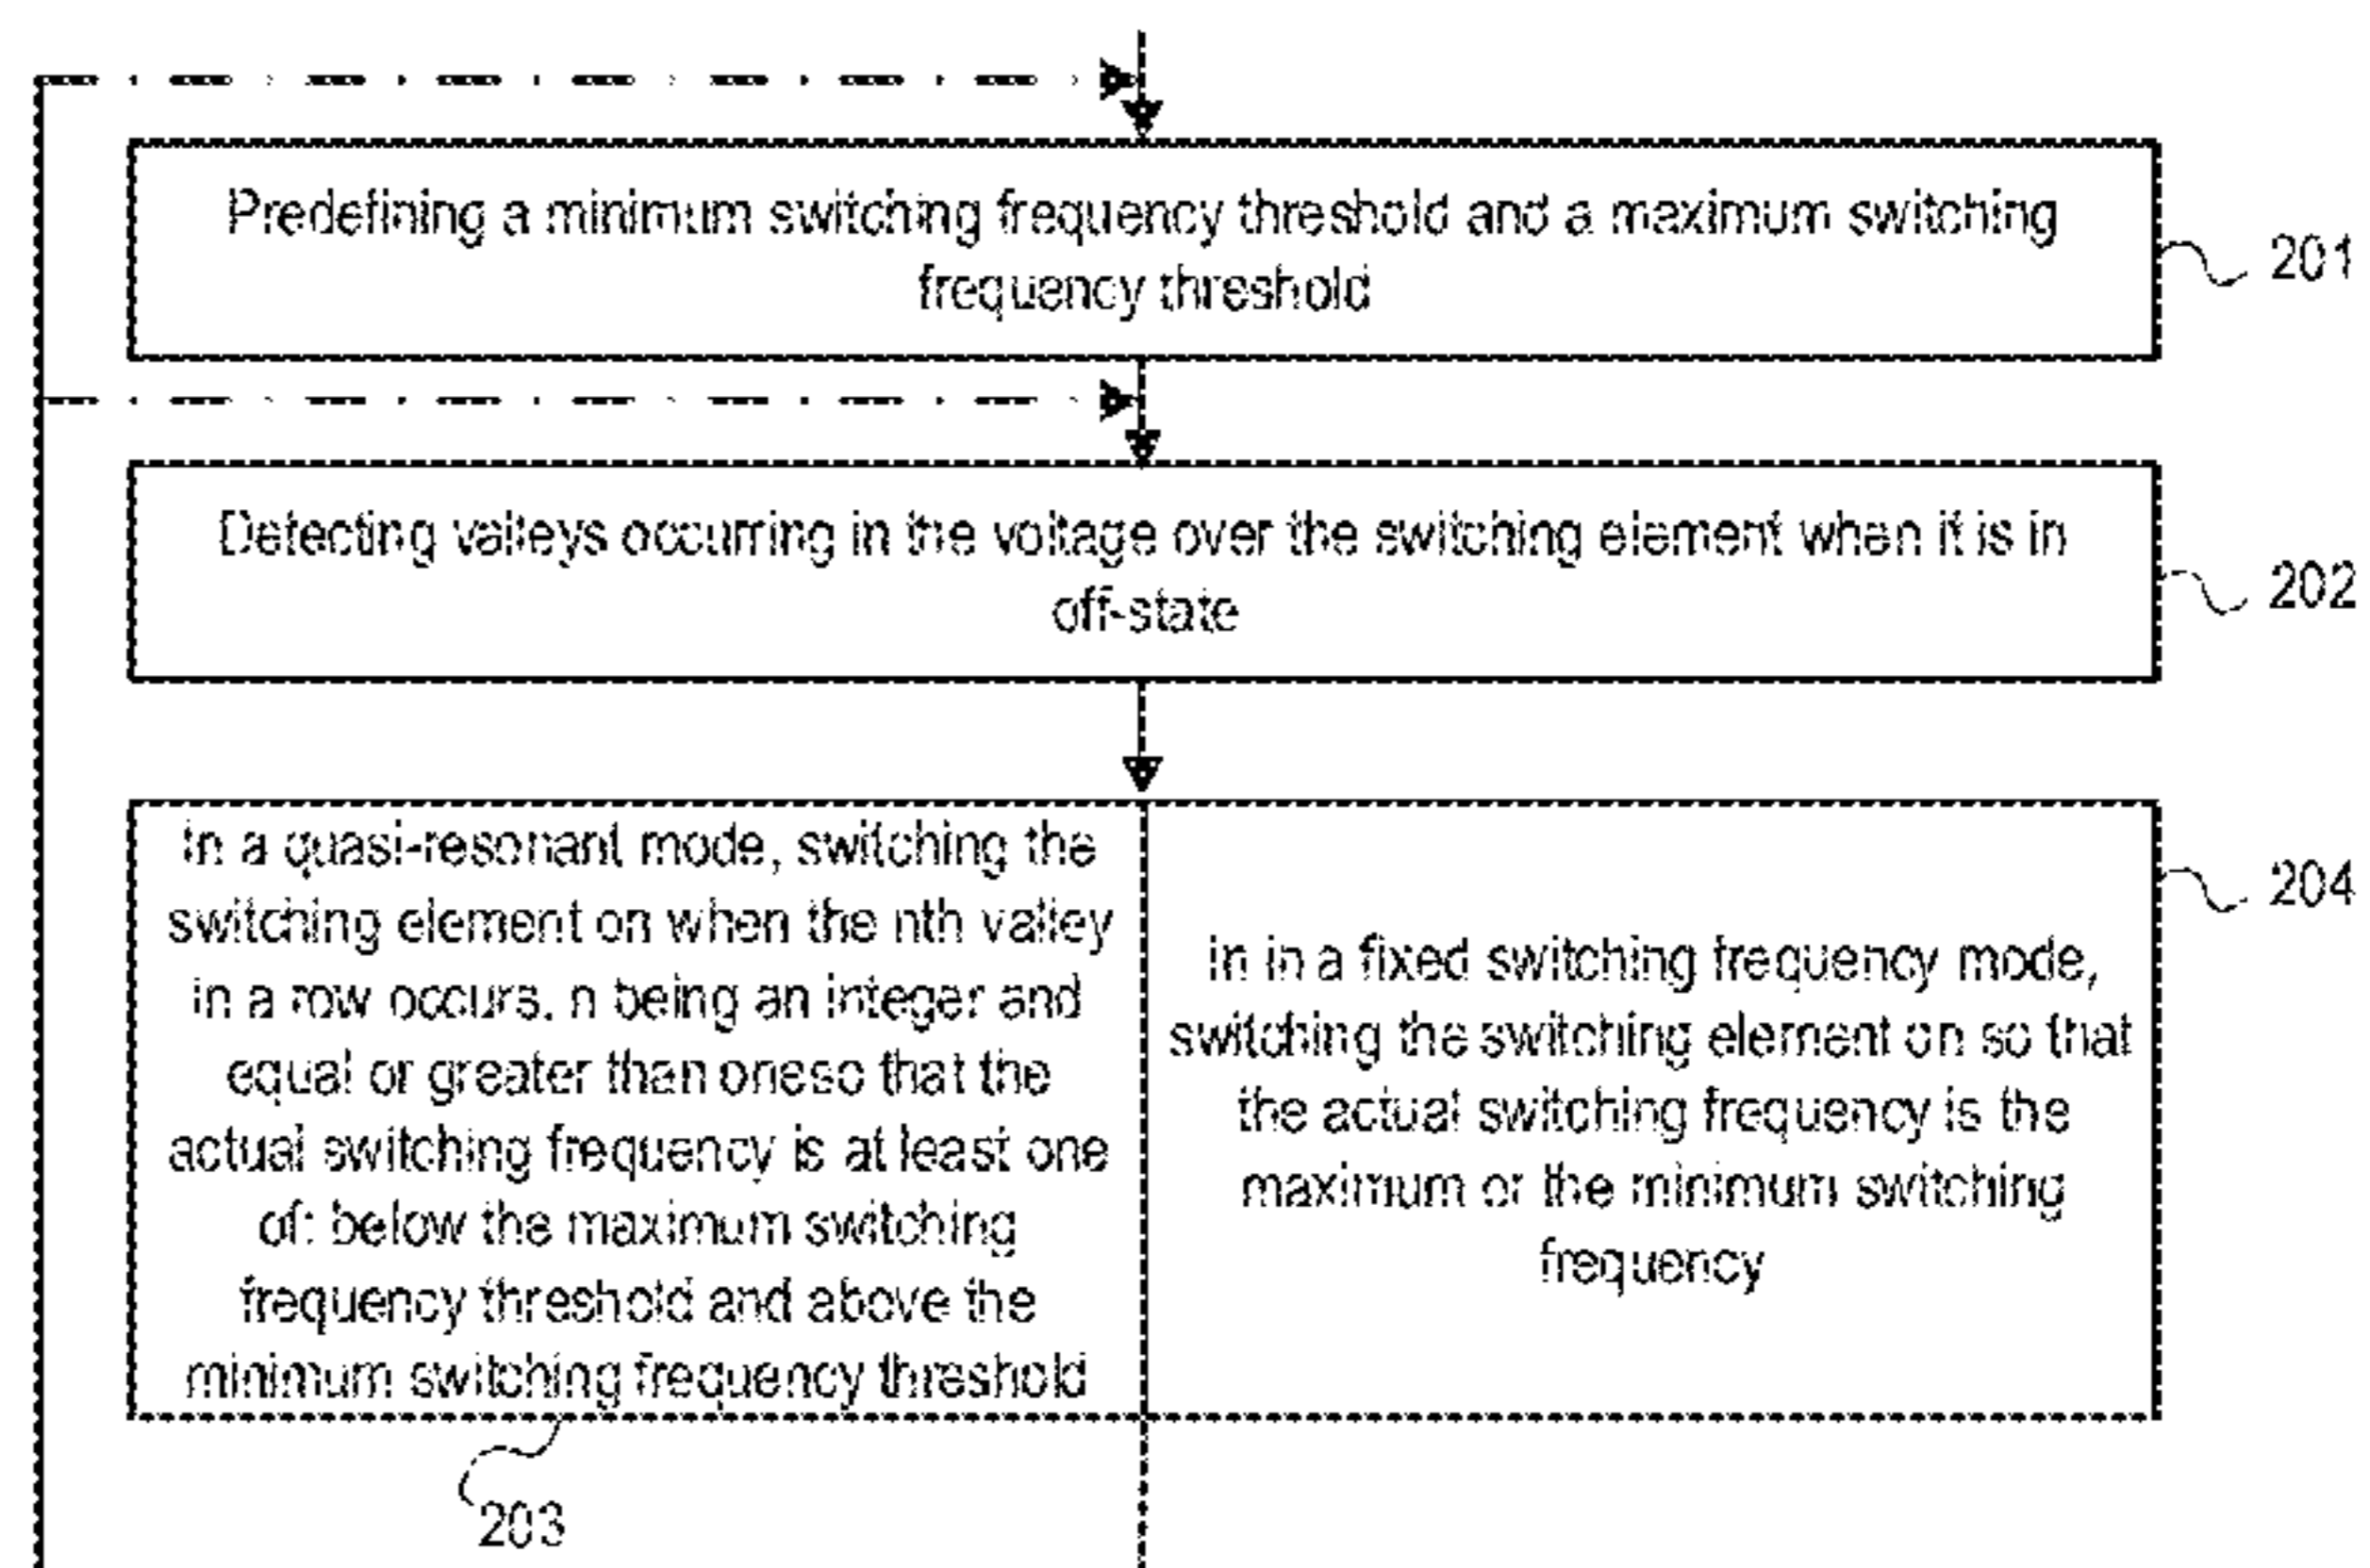 Predefining a minimum switching frequency threshold and a maximum switching
frequency threshold
201
Detecting valleys occurring in the voltage over the switching element when it is in
off-state
202
In a quasi-resonant mode, switching the
switching element on when the nth valley
in a row occurs, n being an integer and
equal or greater than oneso that the
actual switching frequency is at least one
of: below the maximum switching
frequency threshold and above the
minimum switching frequency threshold
203
in in a fixed switching frequency mode,
switching the switching element on so that
the actual switching frequency is the
maximum or the minimum switching
frequency
204